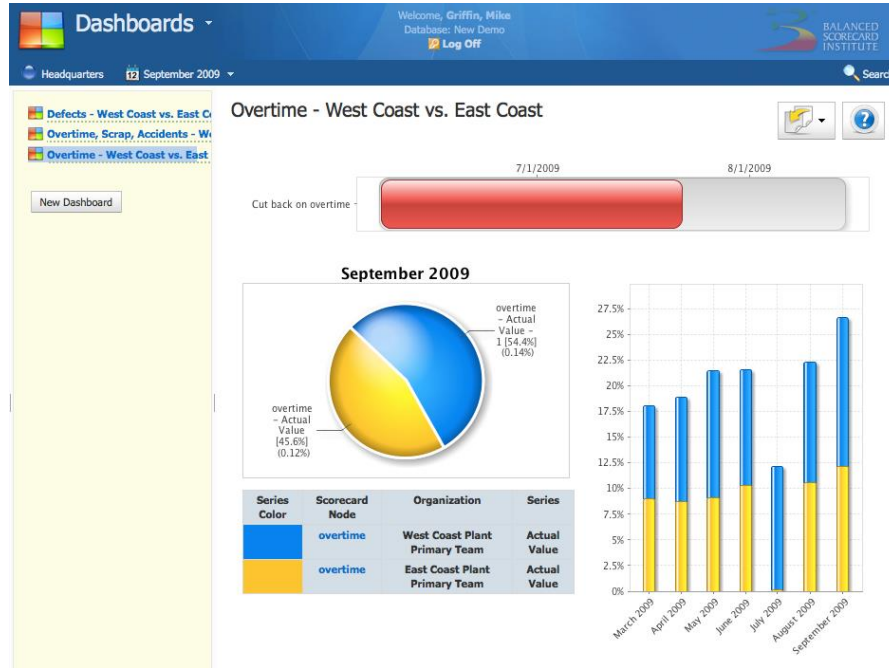 Dashboards
Welcome, Griffin, Mike
Database: New Demo
Log Off
BALANCED
SCORECARD
INSTITUTE
Headquarters
12 September 2009
Search
Defects - West Coast vs. East Co
Overtime, Scrap, Accidents - We
Overtime - West Coast vs. East
New Dashboard
Overtime - West Coast vs. East Coast
?
7/1/2009 8/1/2009
Cut back on overtime
September 2009
overtime
- Actual
Value -
1 [54.4%]
(0.14%)
overtime
- Actual
Value
[45.6%]
(0.12%)
Series
Color
Scorecard
Node
Organization
Series
overtime
West Coast Plant
Primary Team
Actual
Value
overtime
East Coast Plant
Primary Team
Actual
Value
27.5%
25%
22.5%
20%
17.5%
15%
12.5%
10%
7.5%
5%
2.5%
0%
March 2009
April 2009
May 2009
June 2009
July 2009
August 2009
September 2009